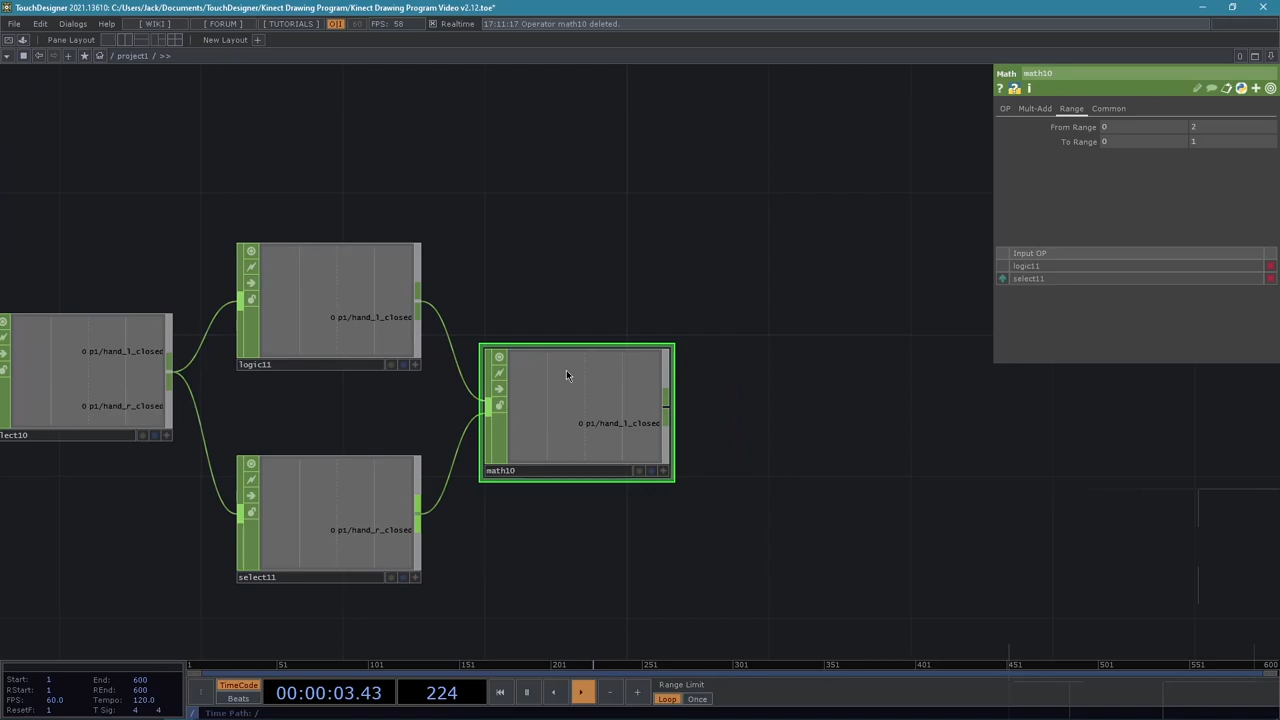 TouchDesigner 2021.13610: C:/Users/Jack/Documents/TouchDesigner/Kinect Drawing Program/Kinect Drawing Program Video v2.12.toe*
File Edit Dialogs Help [ WIKI ] [ FORUM ] [ TUTORIALS ] O|I 60 FPS: 58 Realtime 17:11:17 Operator math10 deleted.
Pane Layout New Layout +
/ project1 / >> 0
Math math10
? ? i
OP Multi-Add Range Common
From Range 0 2
To Range 0 1
Input OP
logic11
select11
0 p1/hand_l_closed
logic11
0 p1/hand_l_closed
0 p1/hand_r_closed
lect10
0 p1/hand_l_closed
math10
0 p1/hand_r_closed
select11
1 51 101 151 201 251 301 351 401 451 501 551 600
Start: 1 End: 600
RStart: 1 REnd: 600
FPS: 60.0 Tempo: 120.0
ResetF: 1 T Sig: 4 4
TimeCode
Beats
00:00:03.43 224
Range Limit
Loop Once
/ Time Path: /